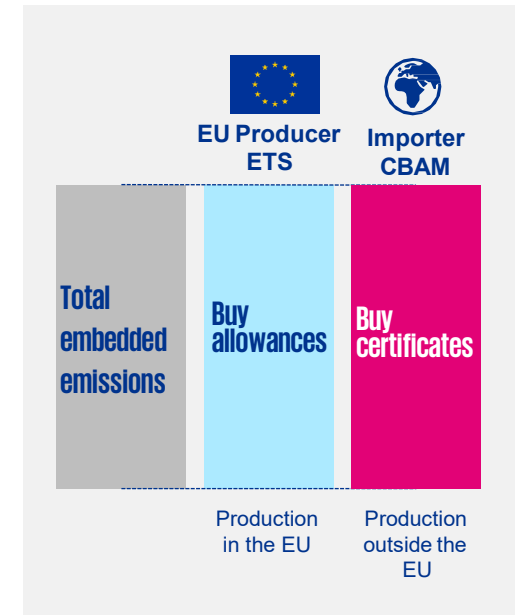 EU Producer
ETS
Importer
CBAM
Total
embedded
emissions
Buy
allowances
Buy
certificates
Production
in the EU
Production
outside the
EU